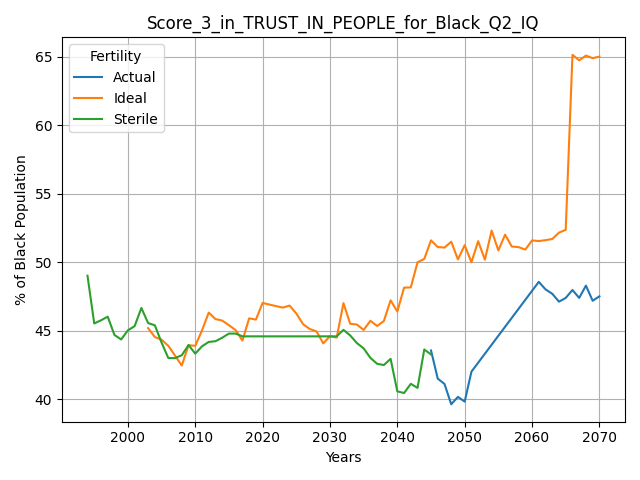 Score_3_in_TRUST_IN_PEOPLE_for_Black_Q2_IQ
Fertility
Actual
Ideal
Sterile
% of Black Population
65
60
55
50
45
40
2000
2010
2020
2030
2040
2050
2060
2070
Years